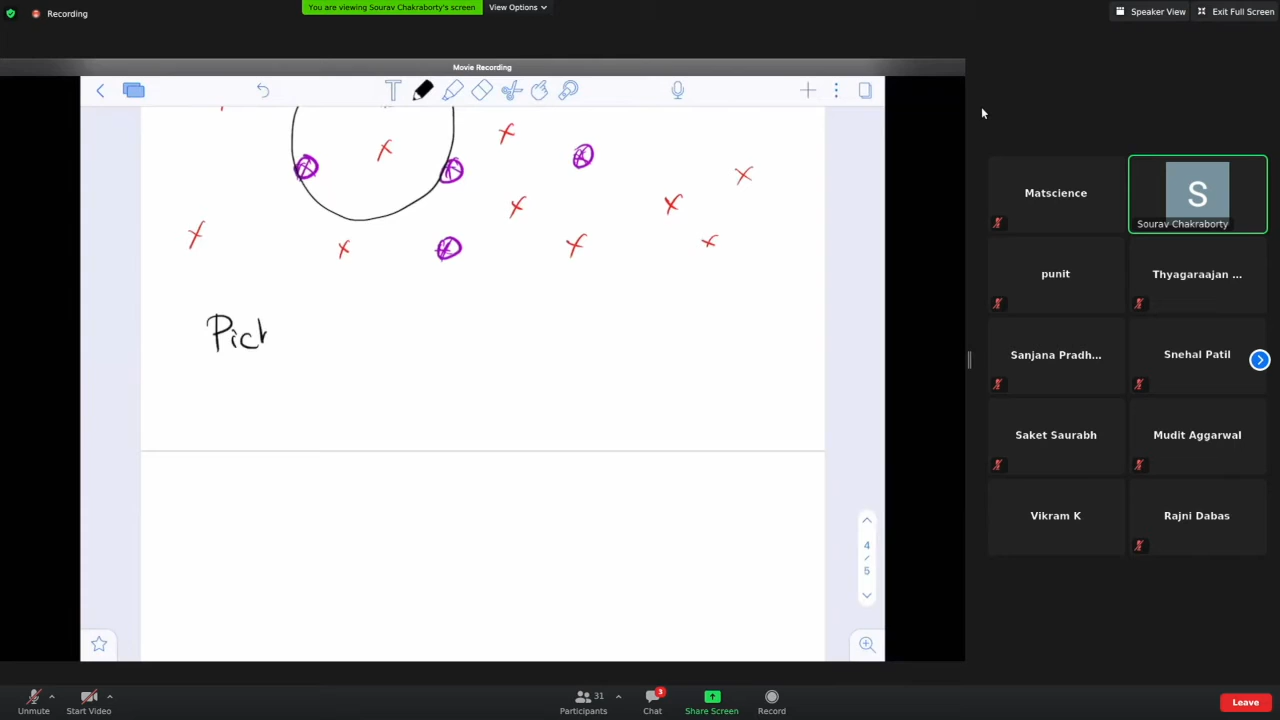 Recording
You are viewing Sourav Chakraborty's screen
View Options
Speaker View
Exit Full Screen
Movie Recording
T
Matscience
S
Sourav Chakraborty
punit
Thyagaraajan ...
Pick
Sanjana Pradh...
Snehal Patil
Saket Saurabh
Mudit Aggarwal
Vikram K
Rajni Dabas
4
/
5
Unmute
Start Video
31
Participants
3
Chat
Share Screen
Record
Leave